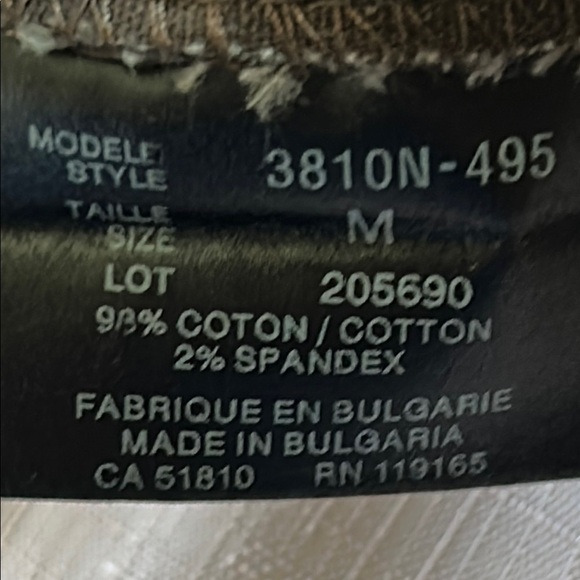 MODELE 3810N-495
STYLE
TAILLE M
SIZE
LOT 205690
98% COTON / COTTON
2% SPANDEX
FABRIQUE EN BULGARIE
MADE IN BULGARIA
CA 51810 RN 119165